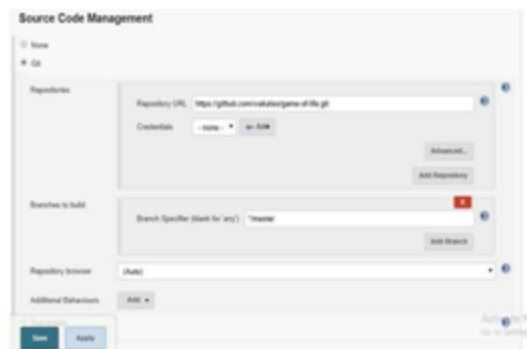 Source Code Management
None
Git
Repositories
Repository URL
Credentials
- none -
Add
Advanced...
Add Repository
Branches to build
X
Branch Specifier (blank for 'any')
*/master
Add Branch
Repository browser
(Auto)
Additional Behaviours
Add
Save
Apply